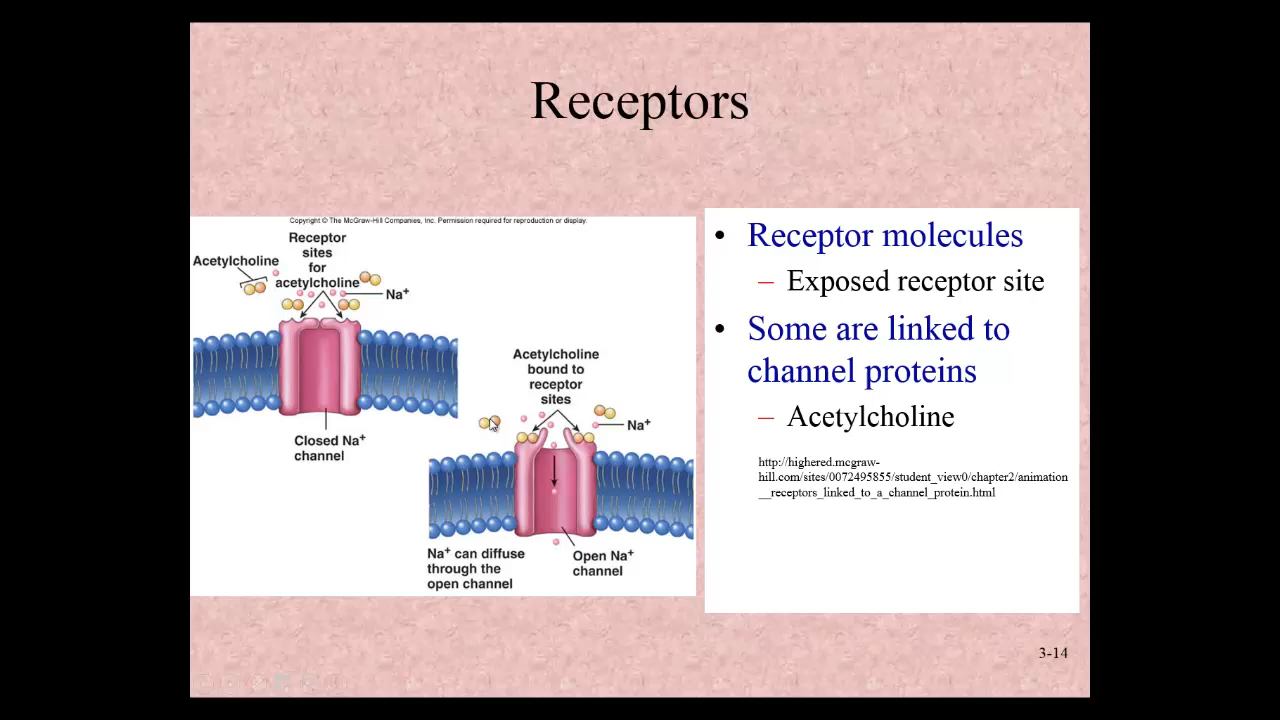 Receptors
Copyright © The McGraw-Hill Companies, Inc. Permission required for reproduction or display.
Receptor
sites
for
acetylcholine
Acetylcholine
Na+
Closed Na+
channel
Acetylcholine
bound to
receptor
sites
Na+
Na+ can diffuse
through the
open channel
Open Na+
channel
• Receptor molecules
– Exposed receptor site
• Some are linked to
channel proteins
– Acetylcholine
http://highered.mcgraw-
hill.com/sites/0072495855/student_view0/chapter2/animation
__receptors_linked_to_a_channel_protein.html
3-14